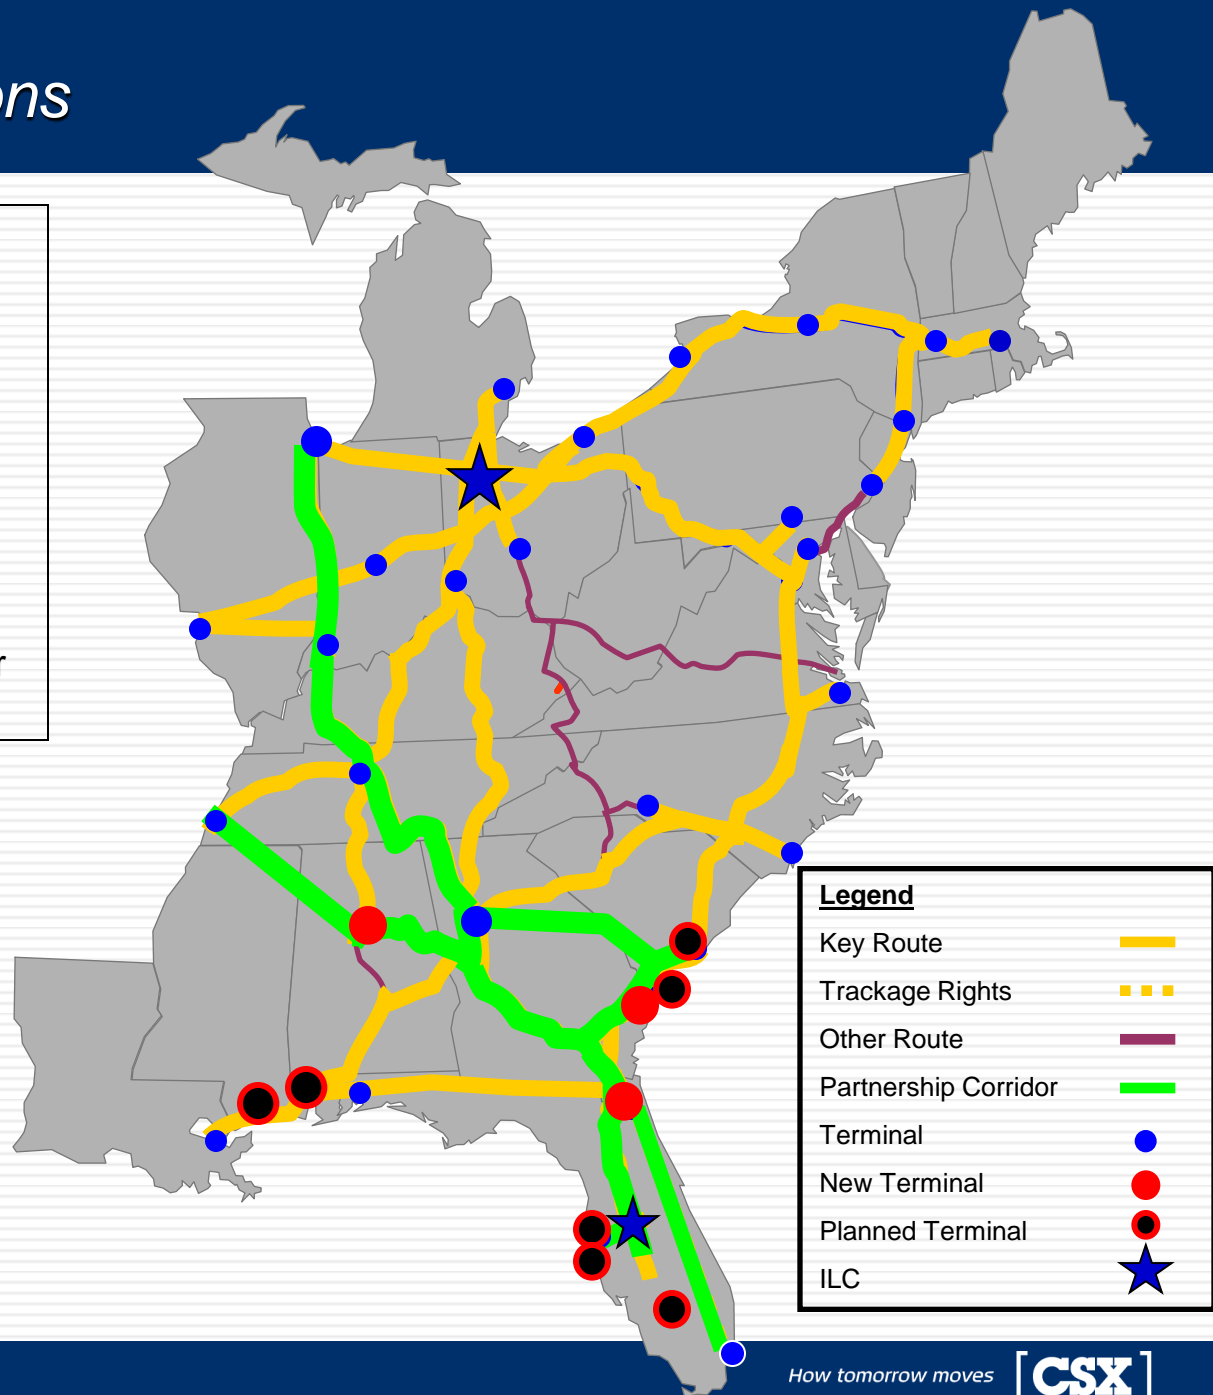 Legend
Key Route
Trackage Rights
Other Route
Partnership Corridor
Terminal
New Terminal
Planned Terminal
ILC
How tomorrow moves [CSX]